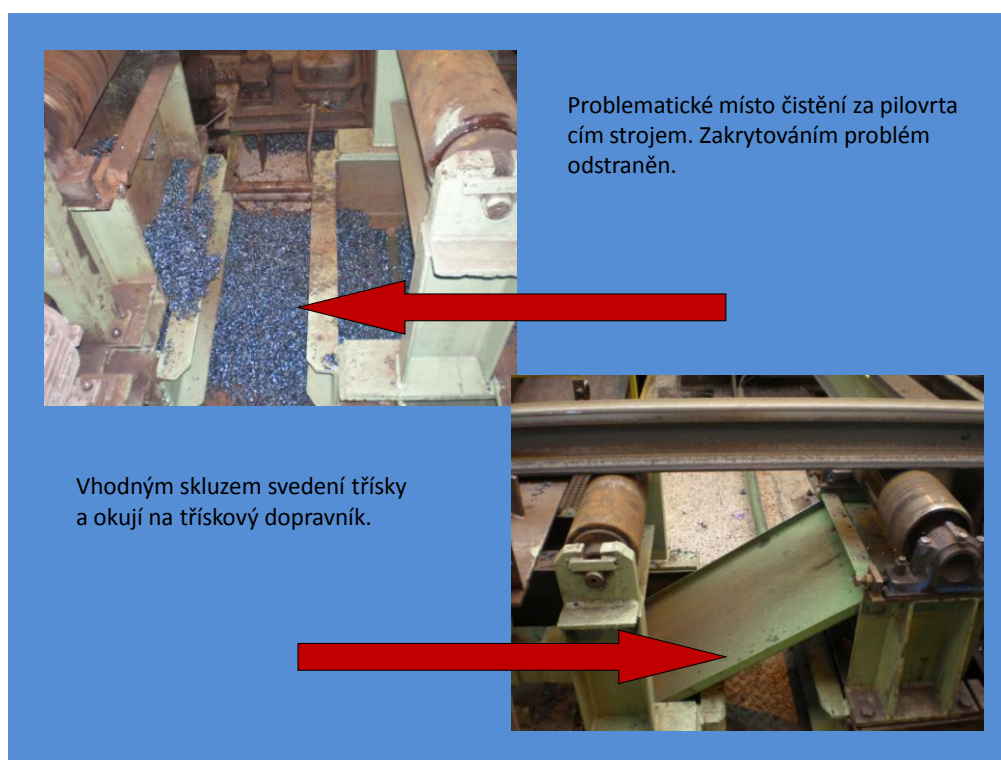 Problematické místo čistění za pilovrta
cím strojem. Zakrytováním problém
odstraněn.
Vhodným skluzem svedení třísky
a okují na třískový dopravník.